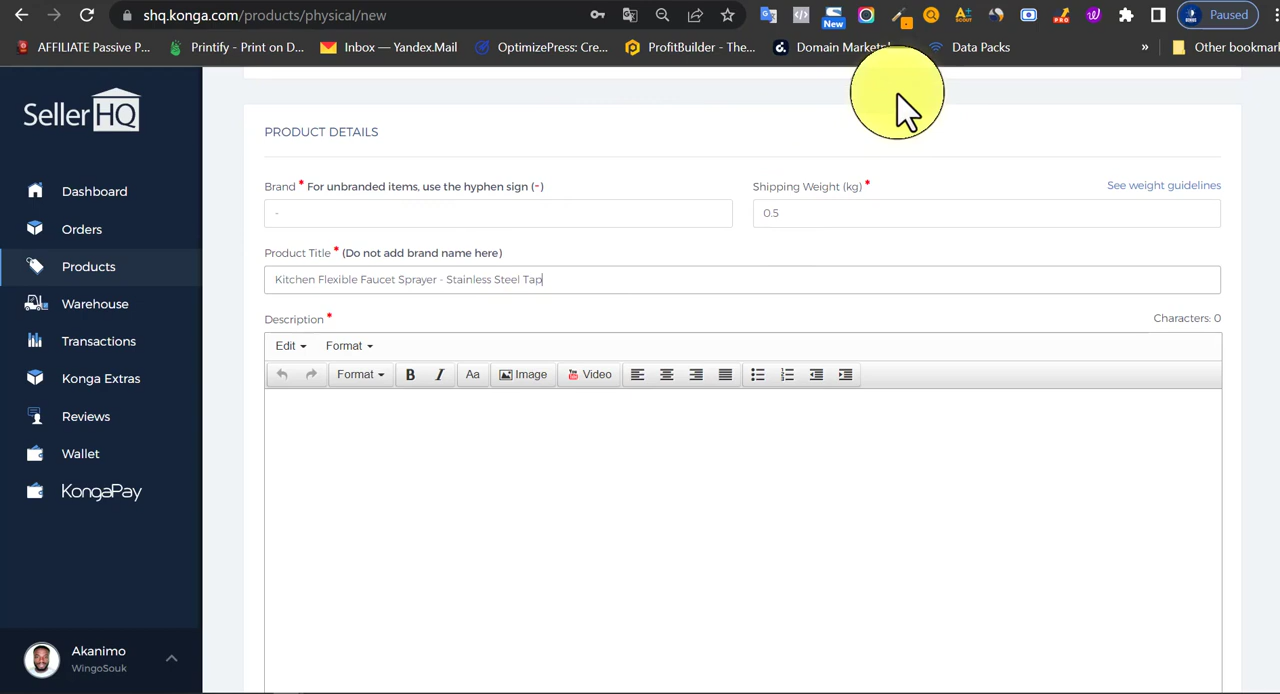 shq.konga.com/products/physical/new
New
PRO
SCOUT
Paused
AFFILIATE Passive P...
Printify - Print on D...
Inbox — Yandex.Mail
OptimizePress: Cre...
ProfitBuilder - The...
Domain Market
Data Packs
»
Other bookmar
SellerHQ
Dashboard
Orders
Products
Warehouse
Transactions
Konga Extras
Reviews
Wallet
KongaPay
Akanimo
WingoSouk
PRODUCT DETAILS
Brand * For unbranded items, use the hyphen sign (-)
-
Shipping Weight (kg) *
See weight guidelines
0.5
Product Title * (Do not add brand name here)
Kitchen Flexible Faucet Sprayer - Stainless Steel Tap
Description *
Characters: 0
Edit
Format
Format
B
I
Aa
Image
Video